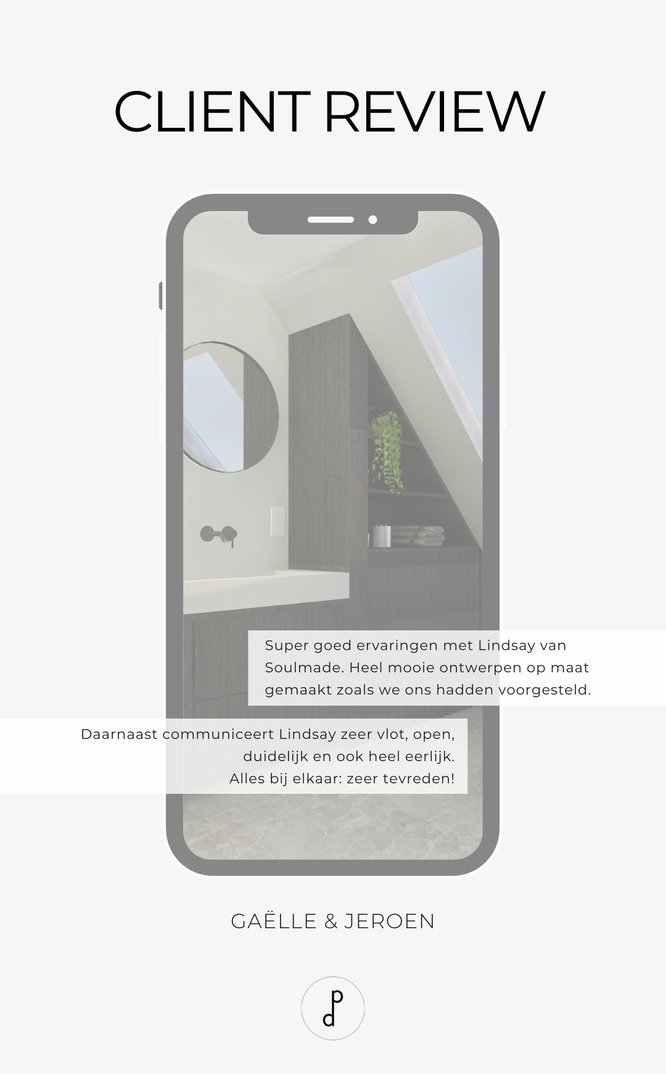 CLIENT REVIEW
Super goed ervaringen met Lindsay van
Soulmade. Heel mooie ontwerpen op maat
gemaakt zoals we ons hadden voorgesteld.
Daarnaast communiceert Lindsay zeer vlot, open,
duidelijk en ook heel eerlijk.
Alles bij elkaar: zeer tevreden!
GAËLLE & JEROEN
dp